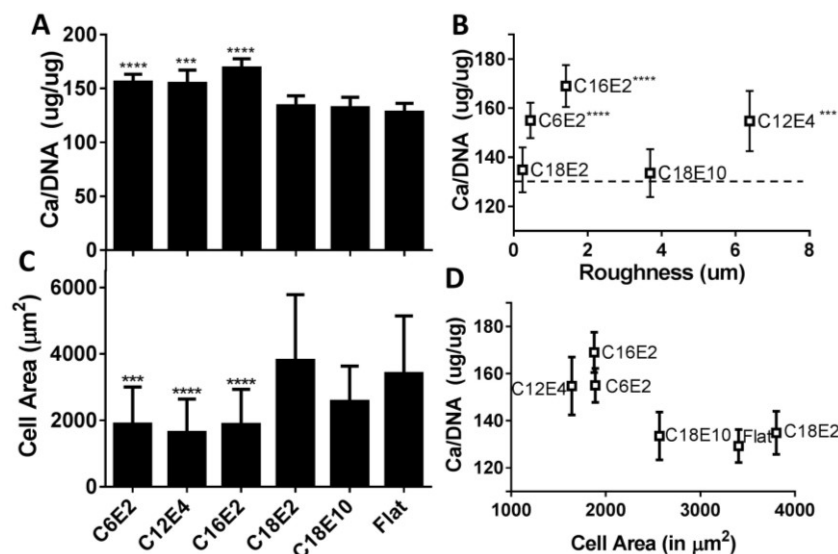 A
Ca/DNA (ug/ug)
200
150
100
50
0
****
***
****
B
Ca/DNA (ug/ug)
180
160
140
120
C16E2****
C6E2****
C12E4 ***
C18E2
C18E10
0
2
4
6
8
Roughness (um)
C
Cell Area (μm²)
6000
4000
2000
0
***
****
****
C6E2
C12E4
C16E2
C18E2
C18E10
Flat
D
Ca/DNA (ug/ug)
180
160
140
120
C16E2
C12E4
C6E2
C18E10
Flat
C18E2
1000
2000
3000
4000
Cell Area (in μm²)